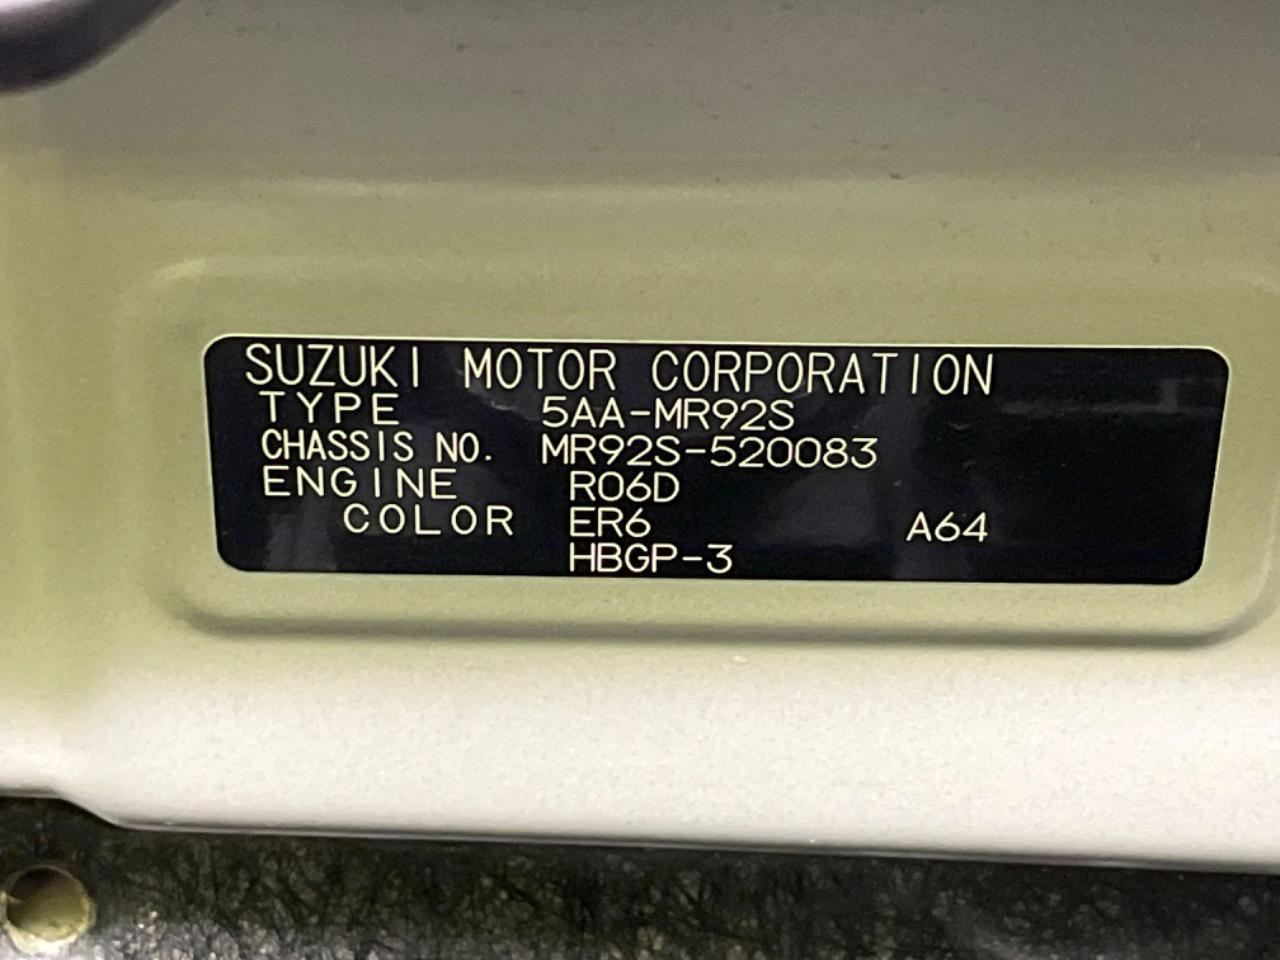 SUZUKI MOTOR CORPORATION
TYPE 5AA-MR92S
CHASSIS NO. MR92S-520083
ENGINE R06D
COLOR ER6 A64
HBGP-3